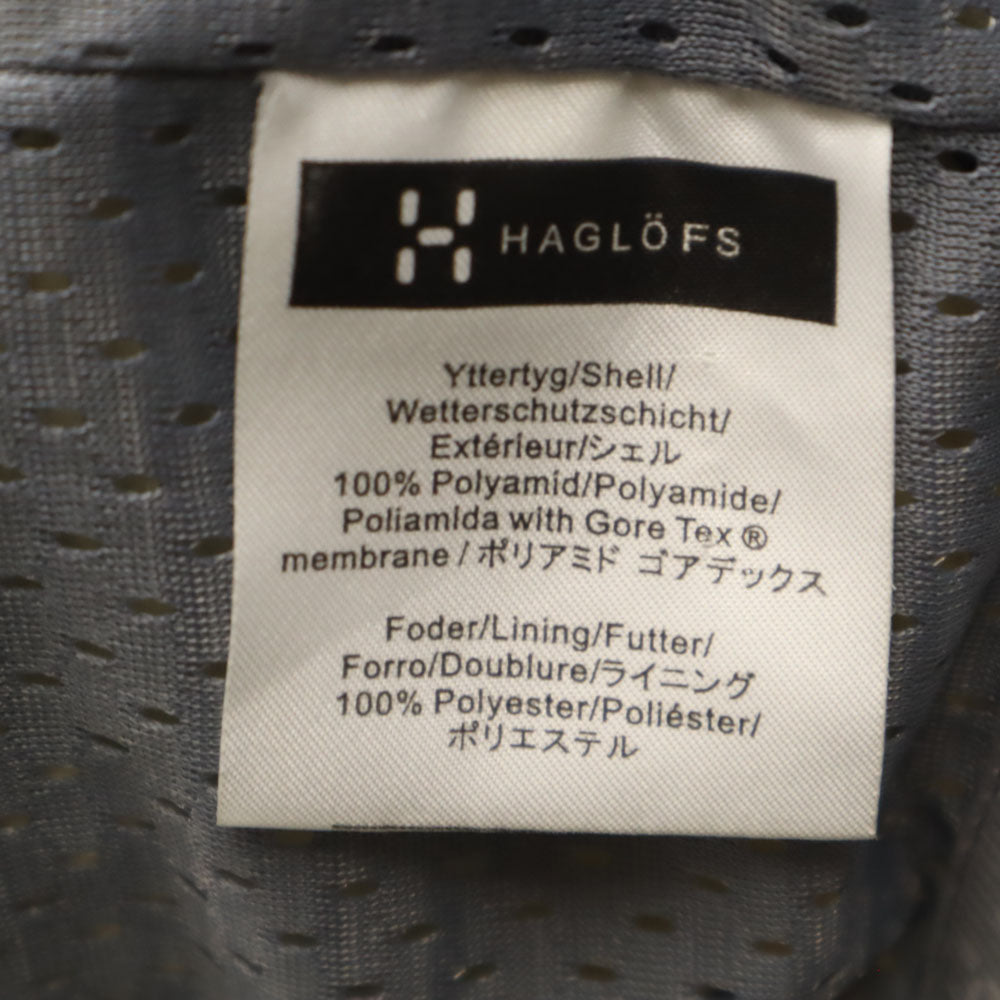 HAGLÖFS
Yttertyg/Shell/
Wetterschutzschicht/
Extérieur/シェル
100% Polyamid/Polyamide/
Poliamida with Gore Tex ®
membrane / ポリアミド ゴアデックス
Foder/Lining/Futter/
Forro/Doublure/ライニング
100% Polyester/Poliéster/
ポリエステル